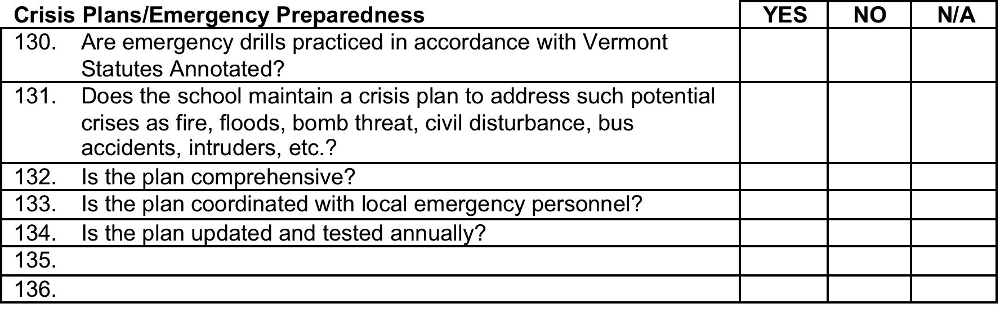 Crisis Plans/Emergency Preparedness YES NO N/A
130. Are emergency drills practiced in accordance with Vermont
Statutes Annotated?
131. Does the school maintain a crisis plan to address such potential
crises as fire, floods, bomb threat, civil disturbance, bus
accidents, intruders, etc.?
132. Is the plan comprehensive?
133. Is the plan coordinated with local emergency personnel?
134. Is the plan updated and tested annually?
135.
136.